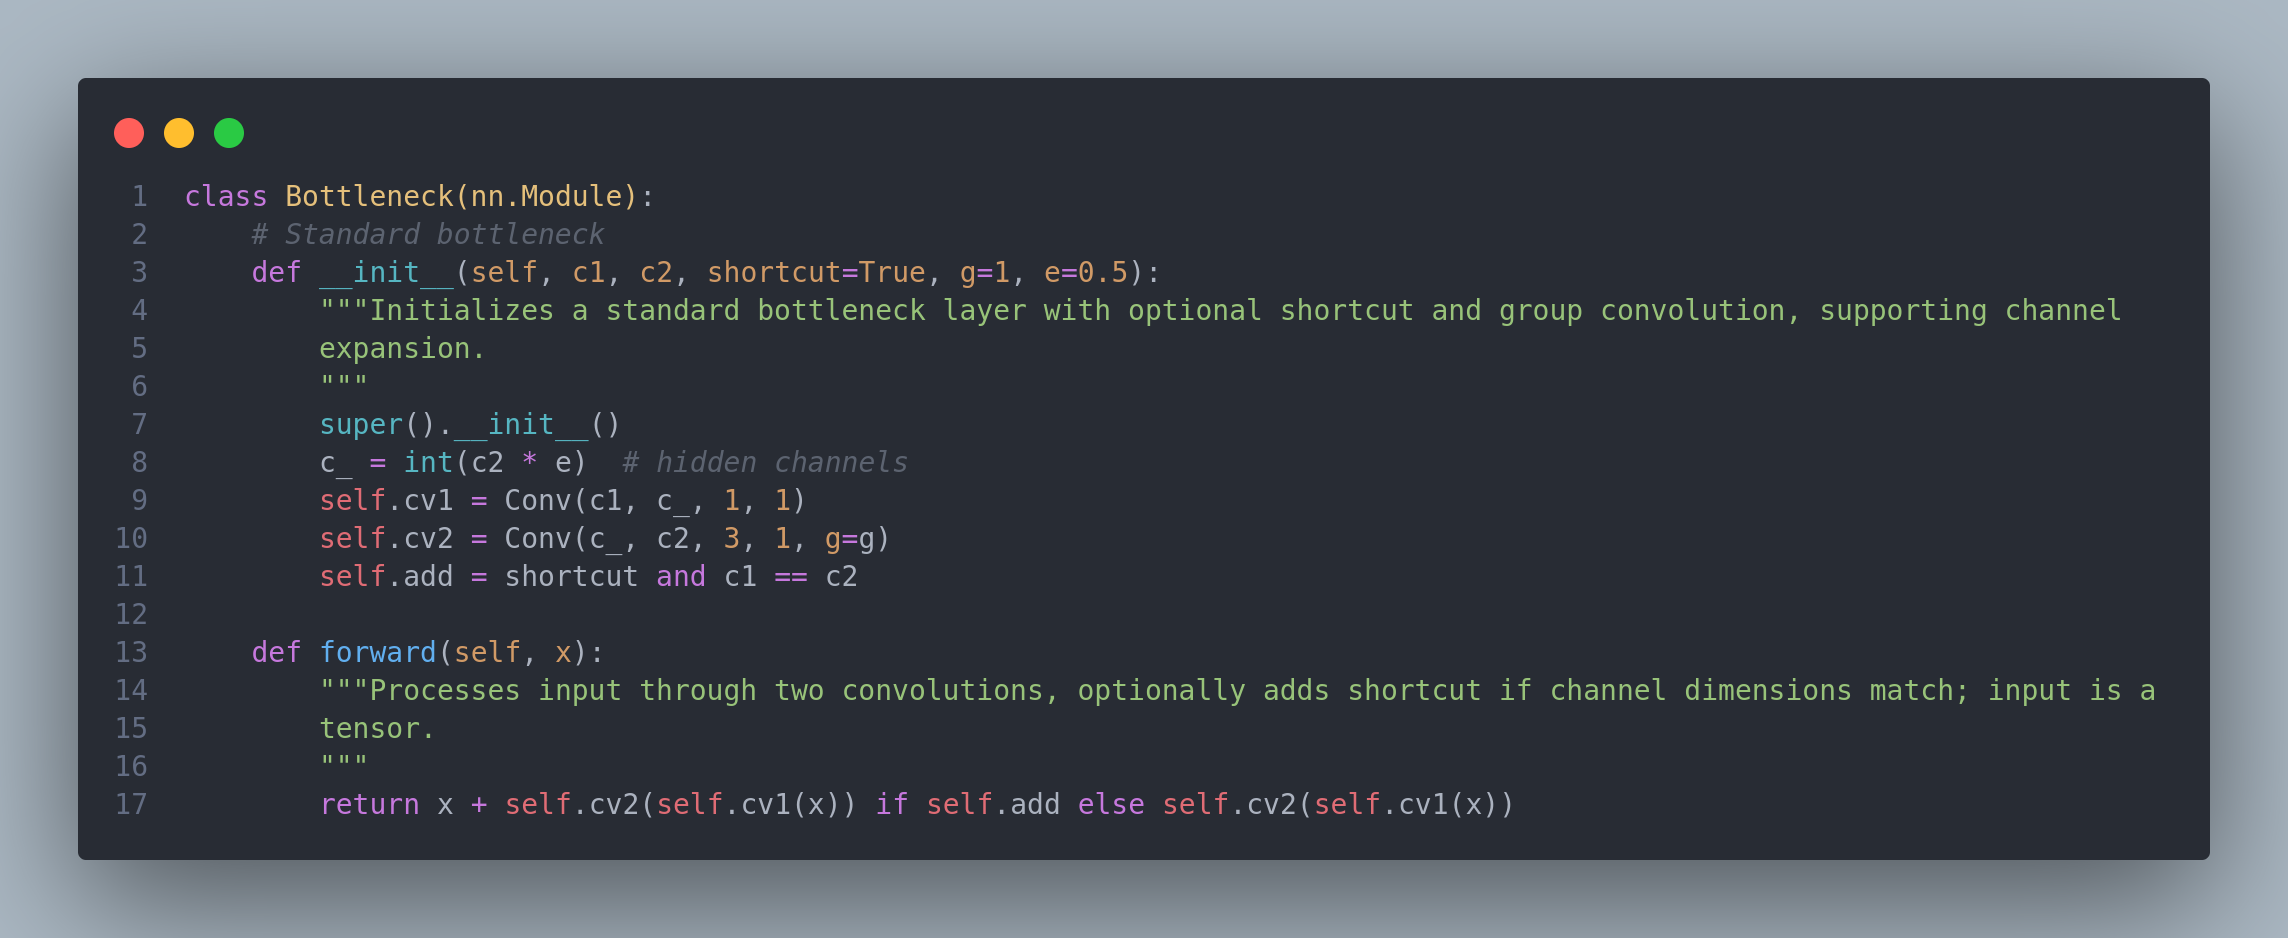 1 class Bottleneck(nn.Module):
2     # Standard bottleneck
3     def __init__(self, c1, c2, shortcut=True, g=1, e=0.5):
4         """Initializes a standard bottleneck layer with optional shortcut and group convolution, supporting channel
5         expansion.
6         """
7         super().__init__()
8         c_ = int(c2 * e)  # hidden channels
9         self.cv1 = Conv(c1, c_, 1, 1)
10         self.cv2 = Conv(c_, c2, 3, 1, g=g)
11         self.add = shortcut and c1 == c2
12
13     def forward(self, x):
14         """Processes input through two convolutions, optionally adds shortcut if channel dimensions match; input is a
15         tensor.
16         """
17         return x + self.cv2(self.cv1(x)) if self.add else self.cv2(self.cv1(x))